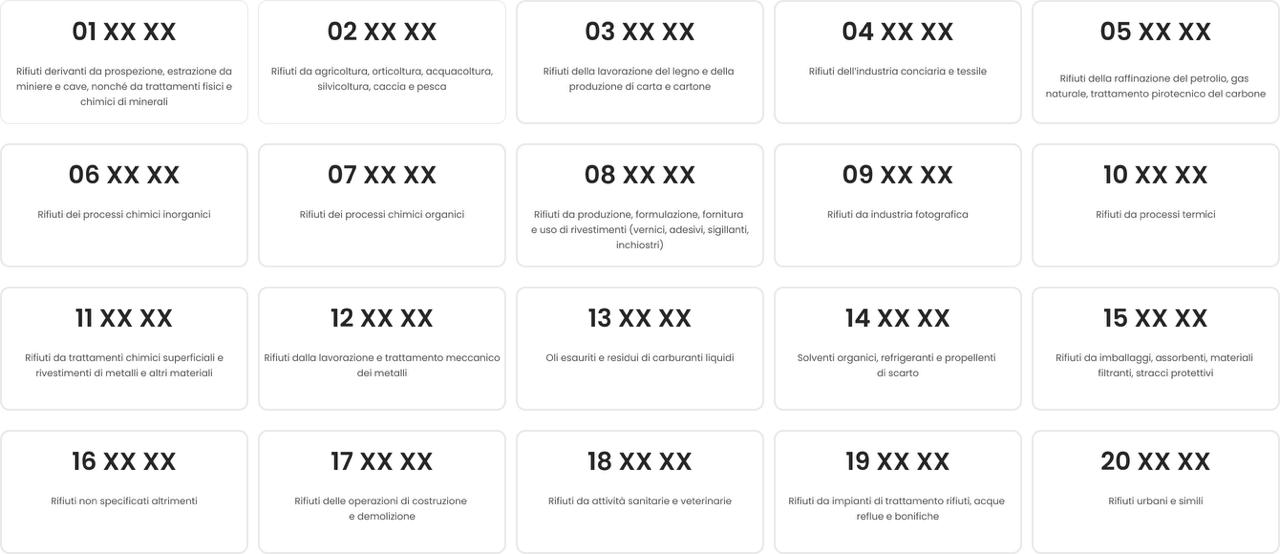 01 XX XX
Rifiuti derivanti da prospezione, estrazione da
miniere e cave, nonché da trattamenti fisici e
chimici di minerali
02 XX XX
Rifiuti da agricoltura, orticoltura, acquacoltura,
silvicoltura, caccia e pesca
03 XX XX
Rifiuti della lavorazione del legno e della
produzione di carta e cartone
04 XX XX
Rifiuti dell'industria conciaria e tessile
05 XX XX
Rifiuti della raffinazione del petrolio, gas
naturale, trattamento pirotecnico del carbone
06 XX XX
Rifiuti dei processi chimici inorganici
07 XX XX
Rifiuti dei processi chimici organici
08 XX XX
Rifiuti da produzione, formulazione, fornitura
e uso di rivestimenti (vernici, adesivi, sigillanti,
inchiostri)
09 XX XX
Rifiuti da industria fotografica
10 XX XX
Rifiuti da processi termici
11 XX XX
Rifiuti da trattamenti chimici superficiali e
rivestimenti di metalli e altri materiali
12 XX XX
Rifiuti dalla lavorazione e trattamento meccanico
dei metalli
13 XX XX
Oli esauriti e residui di carburanti liquidi
14 XX XX
Solventi organici, refrigeranti e propellenti
di scarto
15 XX XX
Rifiuti da imballaggi, assorbenti, materiali
filtranti, stracci protettivi
16 XX XX
Rifiuti non specificati altrimenti
17 XX XX
Rifiuti delle operazioni di costruzione
e demolizione
18 XX XX
Rifiuti da attività sanitarie e veterinarie
19 XX XX
Rifiuti da impianti di trattamento rifiuti, acque
reflue e bonifiche
20 XX XX
Rifiuti urbani e simili